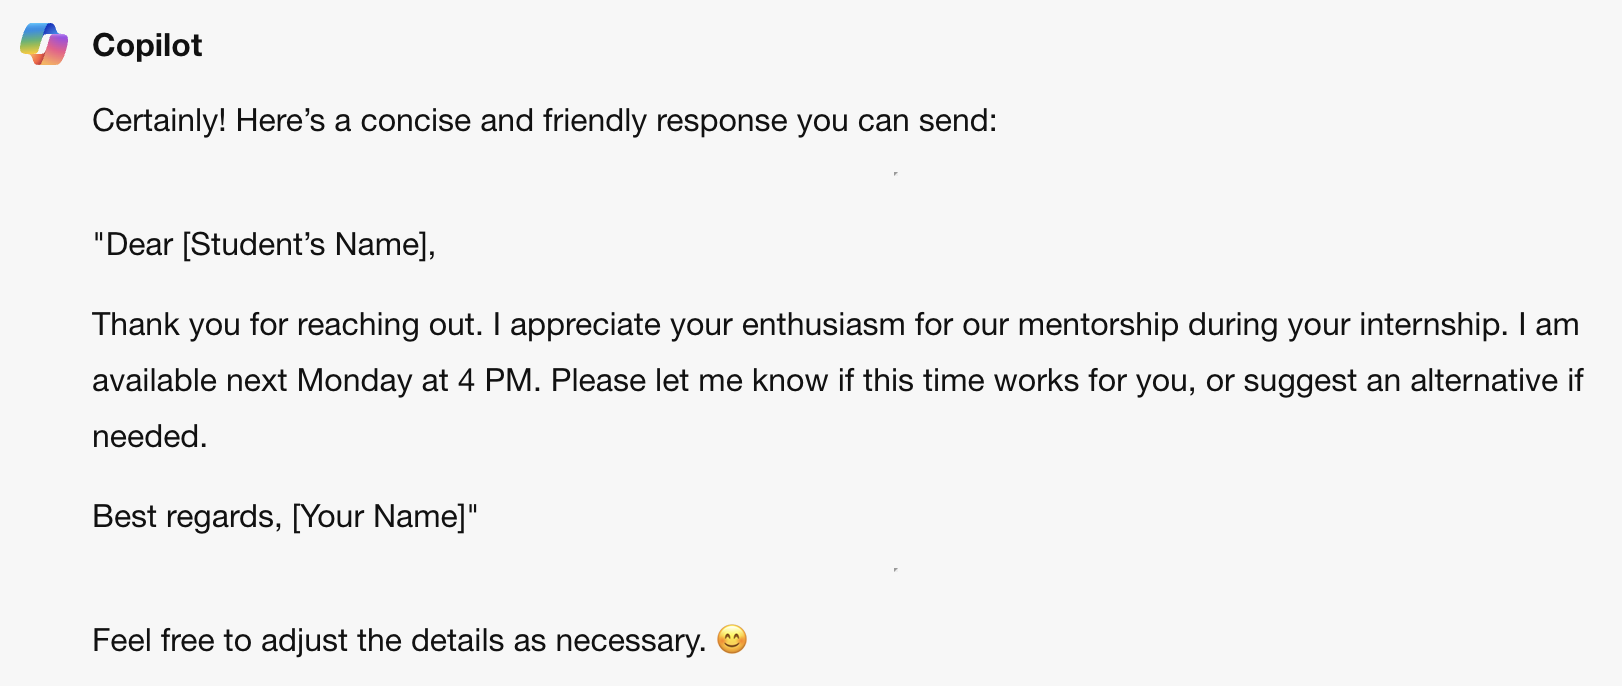 Copilot
Certainly! Here’s a concise and friendly response you can send:
"Dear [Student’s Name],
Thank you for reaching out. I appreciate your enthusiasm for our mentorship during your internship. I am
available next Monday at 4 PM. Please let me know if this time works for you, or suggest an alternative if
needed.
Best regards, [Your Name]"
Feel free to adjust the details as necessary. 😊